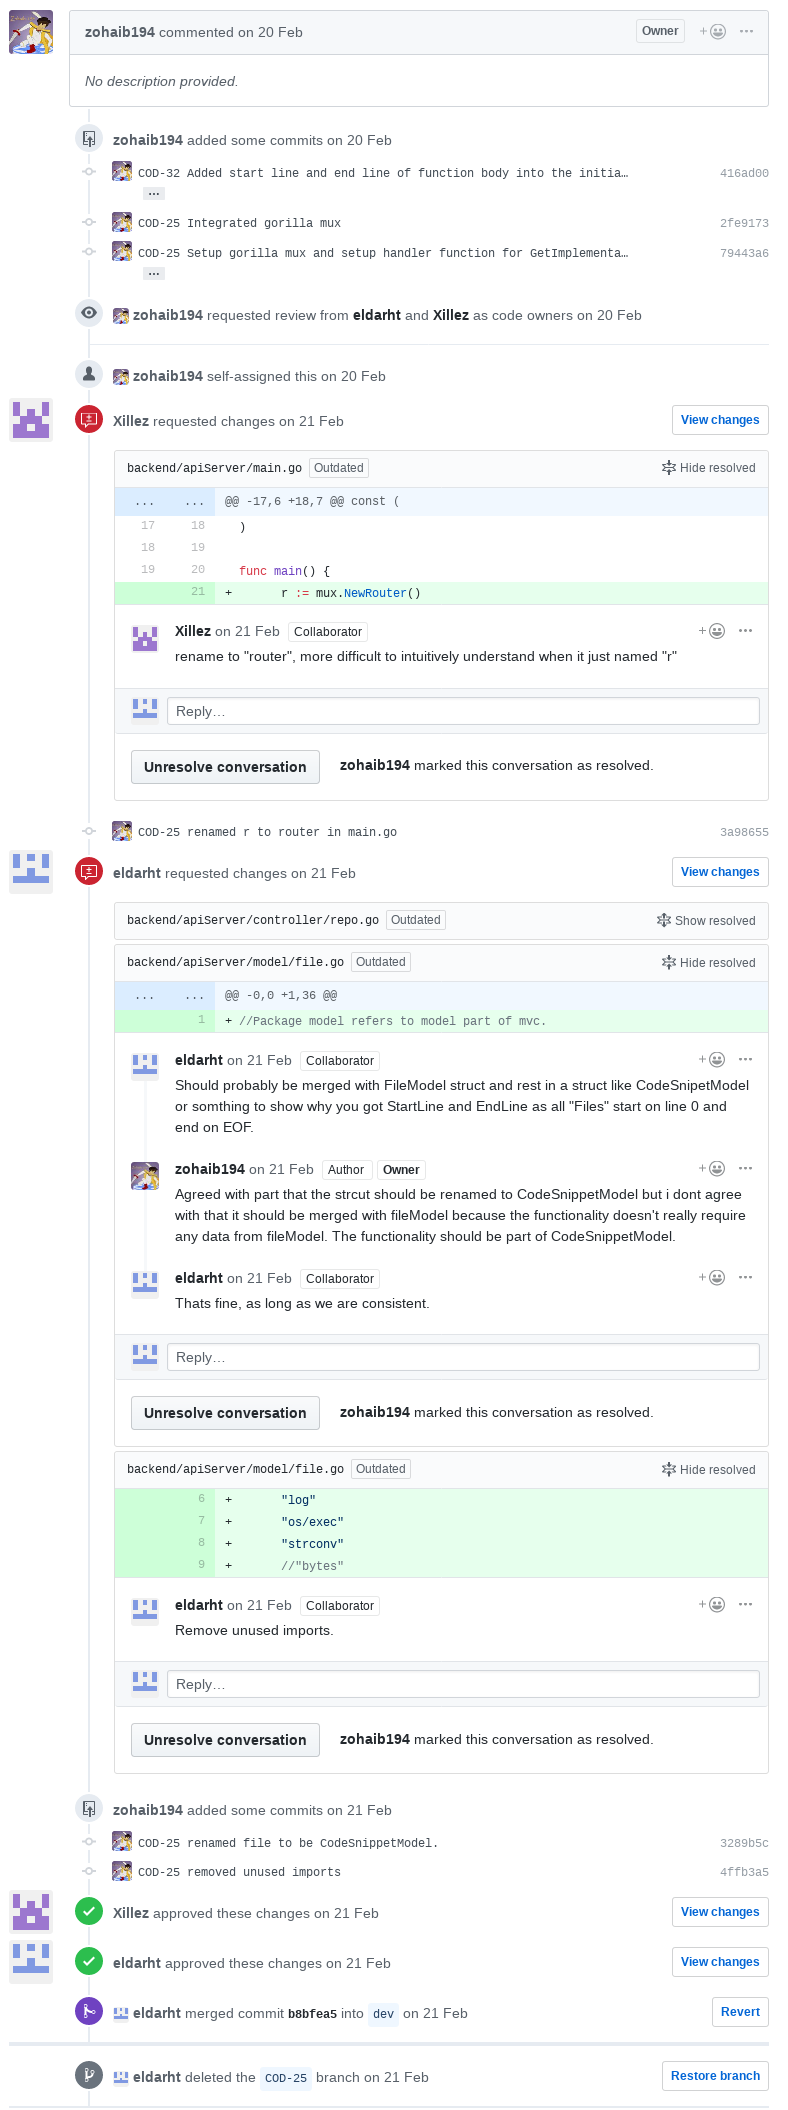 zohaib194 commented on 20 Feb Owner
No description provided.
zohaib194 added some commits on 20 Feb
COD-32 Added start line and end line of function body into the initia… 416ad00
…
COD-25 Integrated gorilla mux 2fe9173
COD-25 Setup gorilla mux and setup handler function for GetImplementa… 79443a6
…
zohaib194 requested review from eldarht and Xillez as code owners on 20 Feb
zohaib194 self-assigned this on 20 Feb
Xillez requested changes on 21 Feb View changes
backend/apiServer/main.go Outdated Hide resolved
... ... @@ -17,6 +18,7 @@ const (
17 18 )
18 19
19 20 func main() {
21 + r := mux.NewRouter()
Xillez on 21 Feb Collaborator
rename to "router", more difficult to intuitively understand when it just named "r"
Reply…
Unresolve conversation zohaib194 marked this conversation as resolved.
COD-25 renamed r to router in main.go 3a98655
eldarht requested changes on 21 Feb View changes
backend/apiServer/controller/repo.go Outdated Show resolved
backend/apiServer/model/file.go Outdated Hide resolved
... ... @@ -0,0 +1,36 @@
1 + //Package model refers to model part of mvc.
eldarht on 21 Feb Collaborator
Should probably be merged with FileModel struct and rest in a struct like CodeSnipetModel
or somthing to show why you got StartLine and EndLine as all "Files" start on line 0 and
end on EOF.
zohaib194 on 21 Feb Author Owner
Agreed with part that the strcut should be renamed to CodeSnippetModel but i dont agree
with that it should be merged with fileModel because the functionality doesn't really require
any data from fileModel. The functionality should be part of CodeSnippetModel.
eldarht on 21 Feb Collaborator
Thats fine, as long as we are consistent.
Reply…
Unresolve conversation zohaib194 marked this conversation as resolved.
backend/apiServer/model/file.go Outdated Hide resolved
6 + "log"
7 + "os/exec"
8 + "strconv"
9 + //"bytes"
eldarht on 21 Feb Collaborator
Remove unused imports.
Reply…
Unresolve conversation zohaib194 marked this conversation as resolved.
zohaib194 added some commits on 21 Feb
COD-25 renamed file to be CodeSnippetModel. 3289b5c
COD-25 removed unused imports 4ffb3a5
Xillez approved these changes on 21 Feb View changes
eldarht approved these changes on 21 Feb View changes
eldarht merged commit b8bfea5 into dev on 21 Feb Revert
eldarht deleted the COD-25 branch on 21 Feb Restore branch